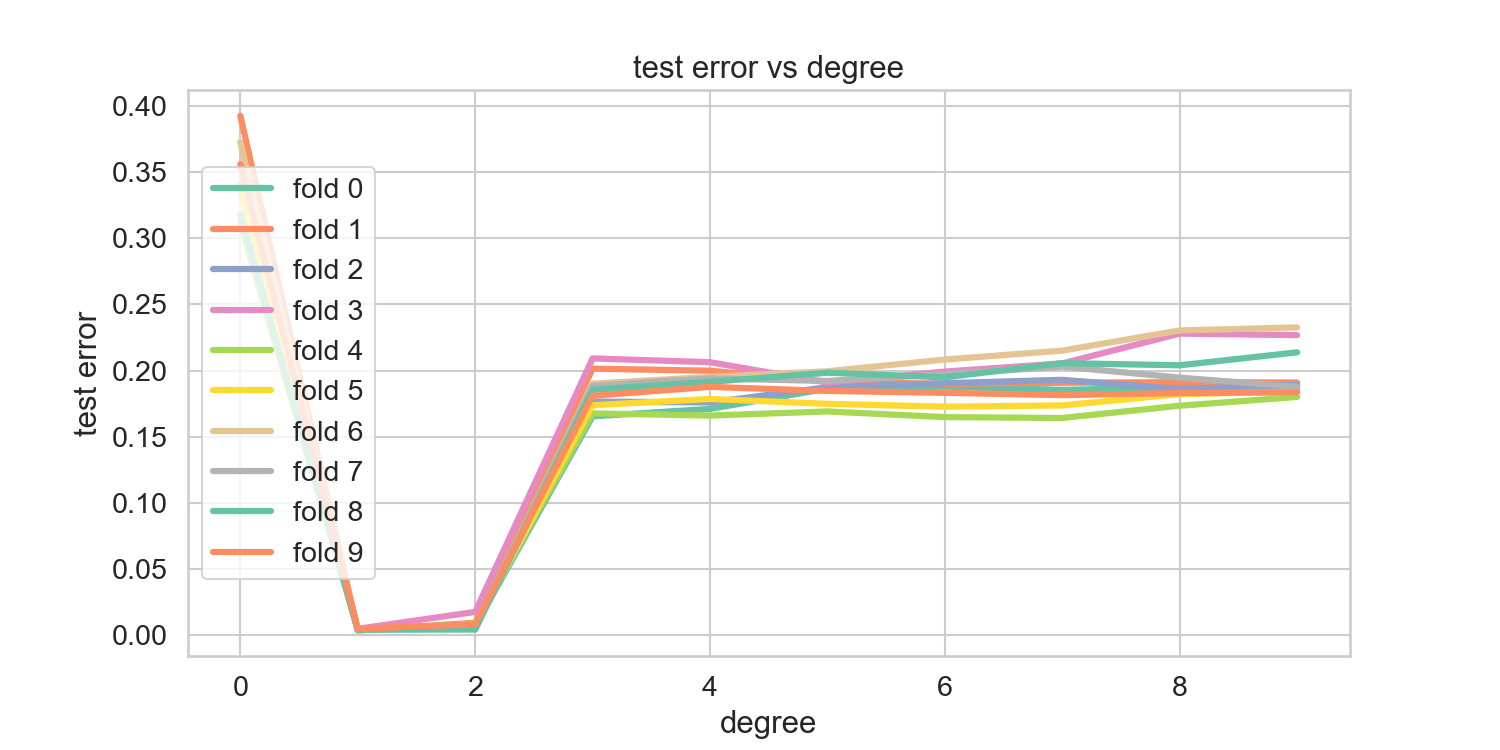 test error vs degree
0.40
0.35
0.30
0.25
0.20
0.15
0.10
0.05
0.00
test error
fold 0
fold 1
fold 2
fold 3
fold 4
fold 5
fold 6
fold 7
fold 8
fold 9
0 2 4 6 8
degree